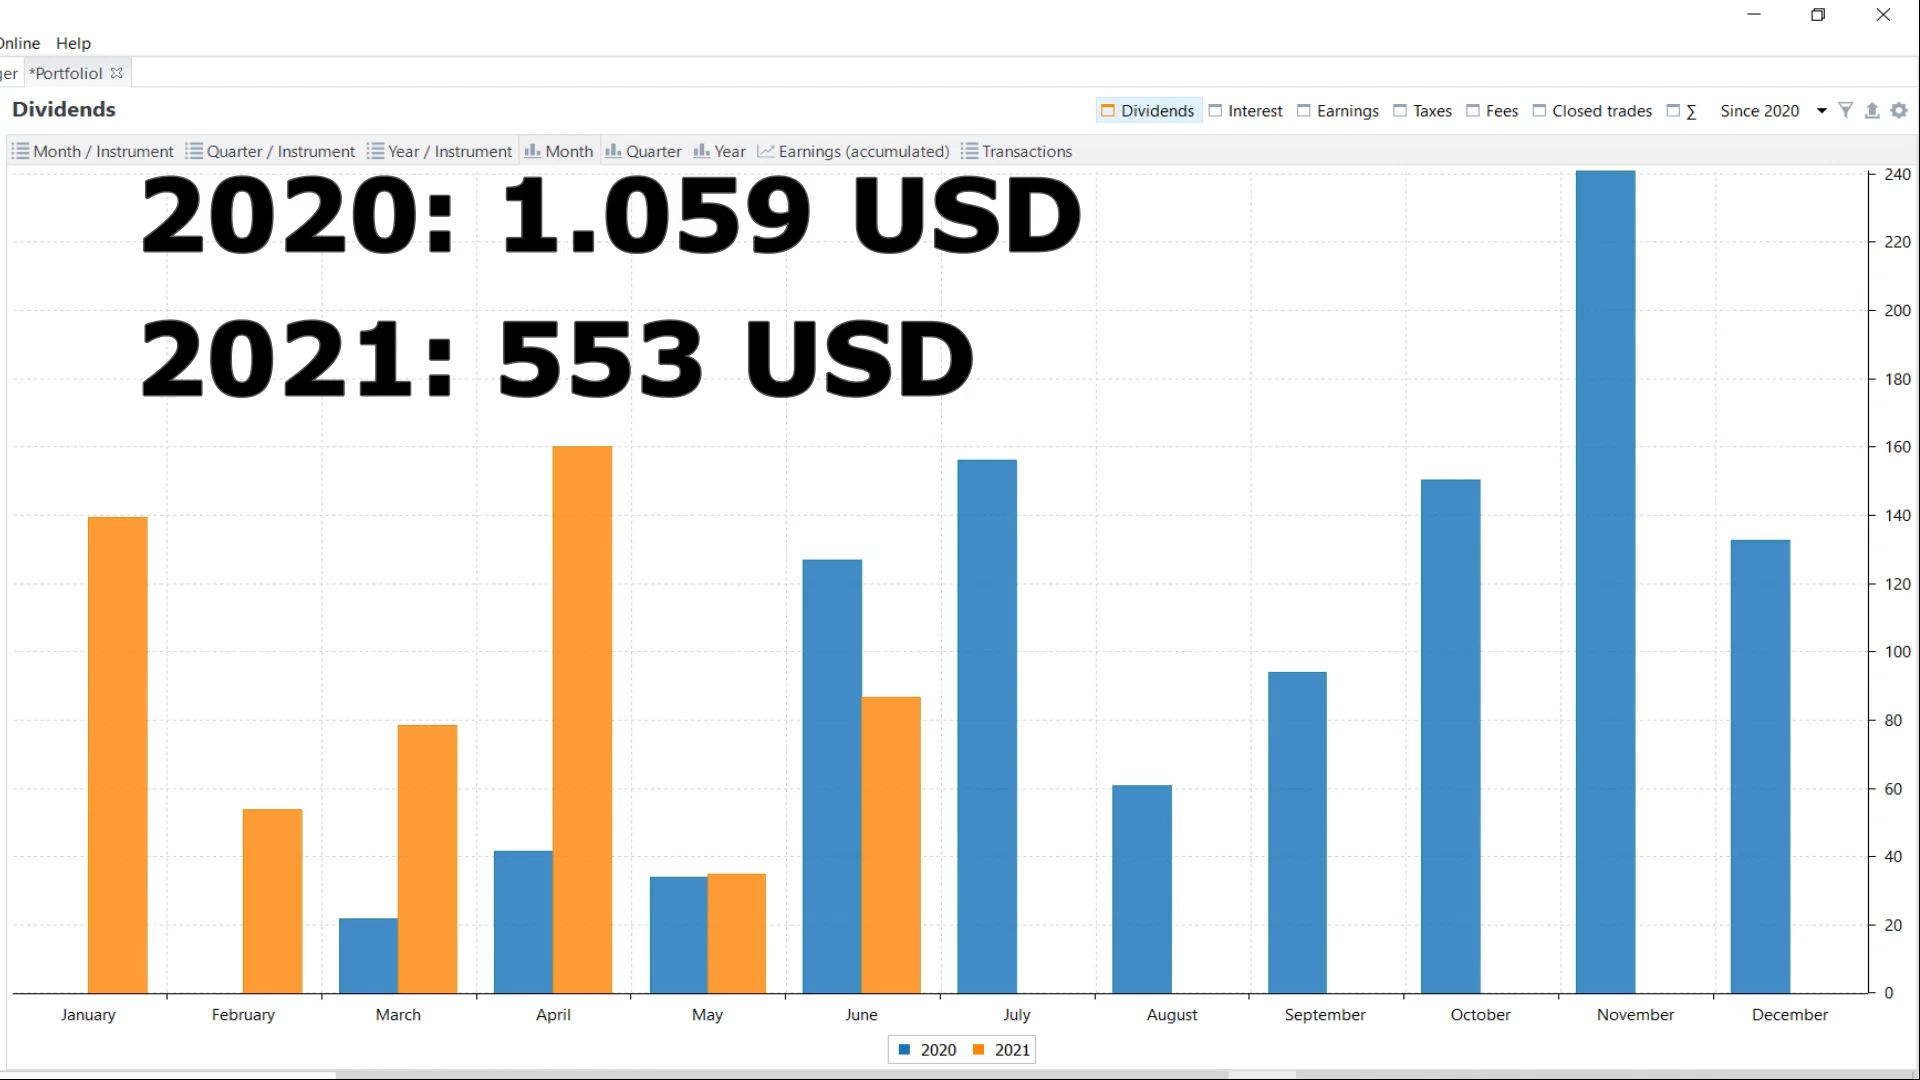 Online Help
ger *Portfoliol
Dividends
Dividends Interest Earnings Taxes Fees Closed trades ∑ Since 2020
Month / Instrument Quarter / Instrument Year / Instrument Month Quarter Year Earnings (accumulated) Transactions
2020: 1.059 USD
2021: 553 USD
240
220
200
180
160
140
120
100
80
60
40
20
0
January February March April May June July August September October November December
2020 2021